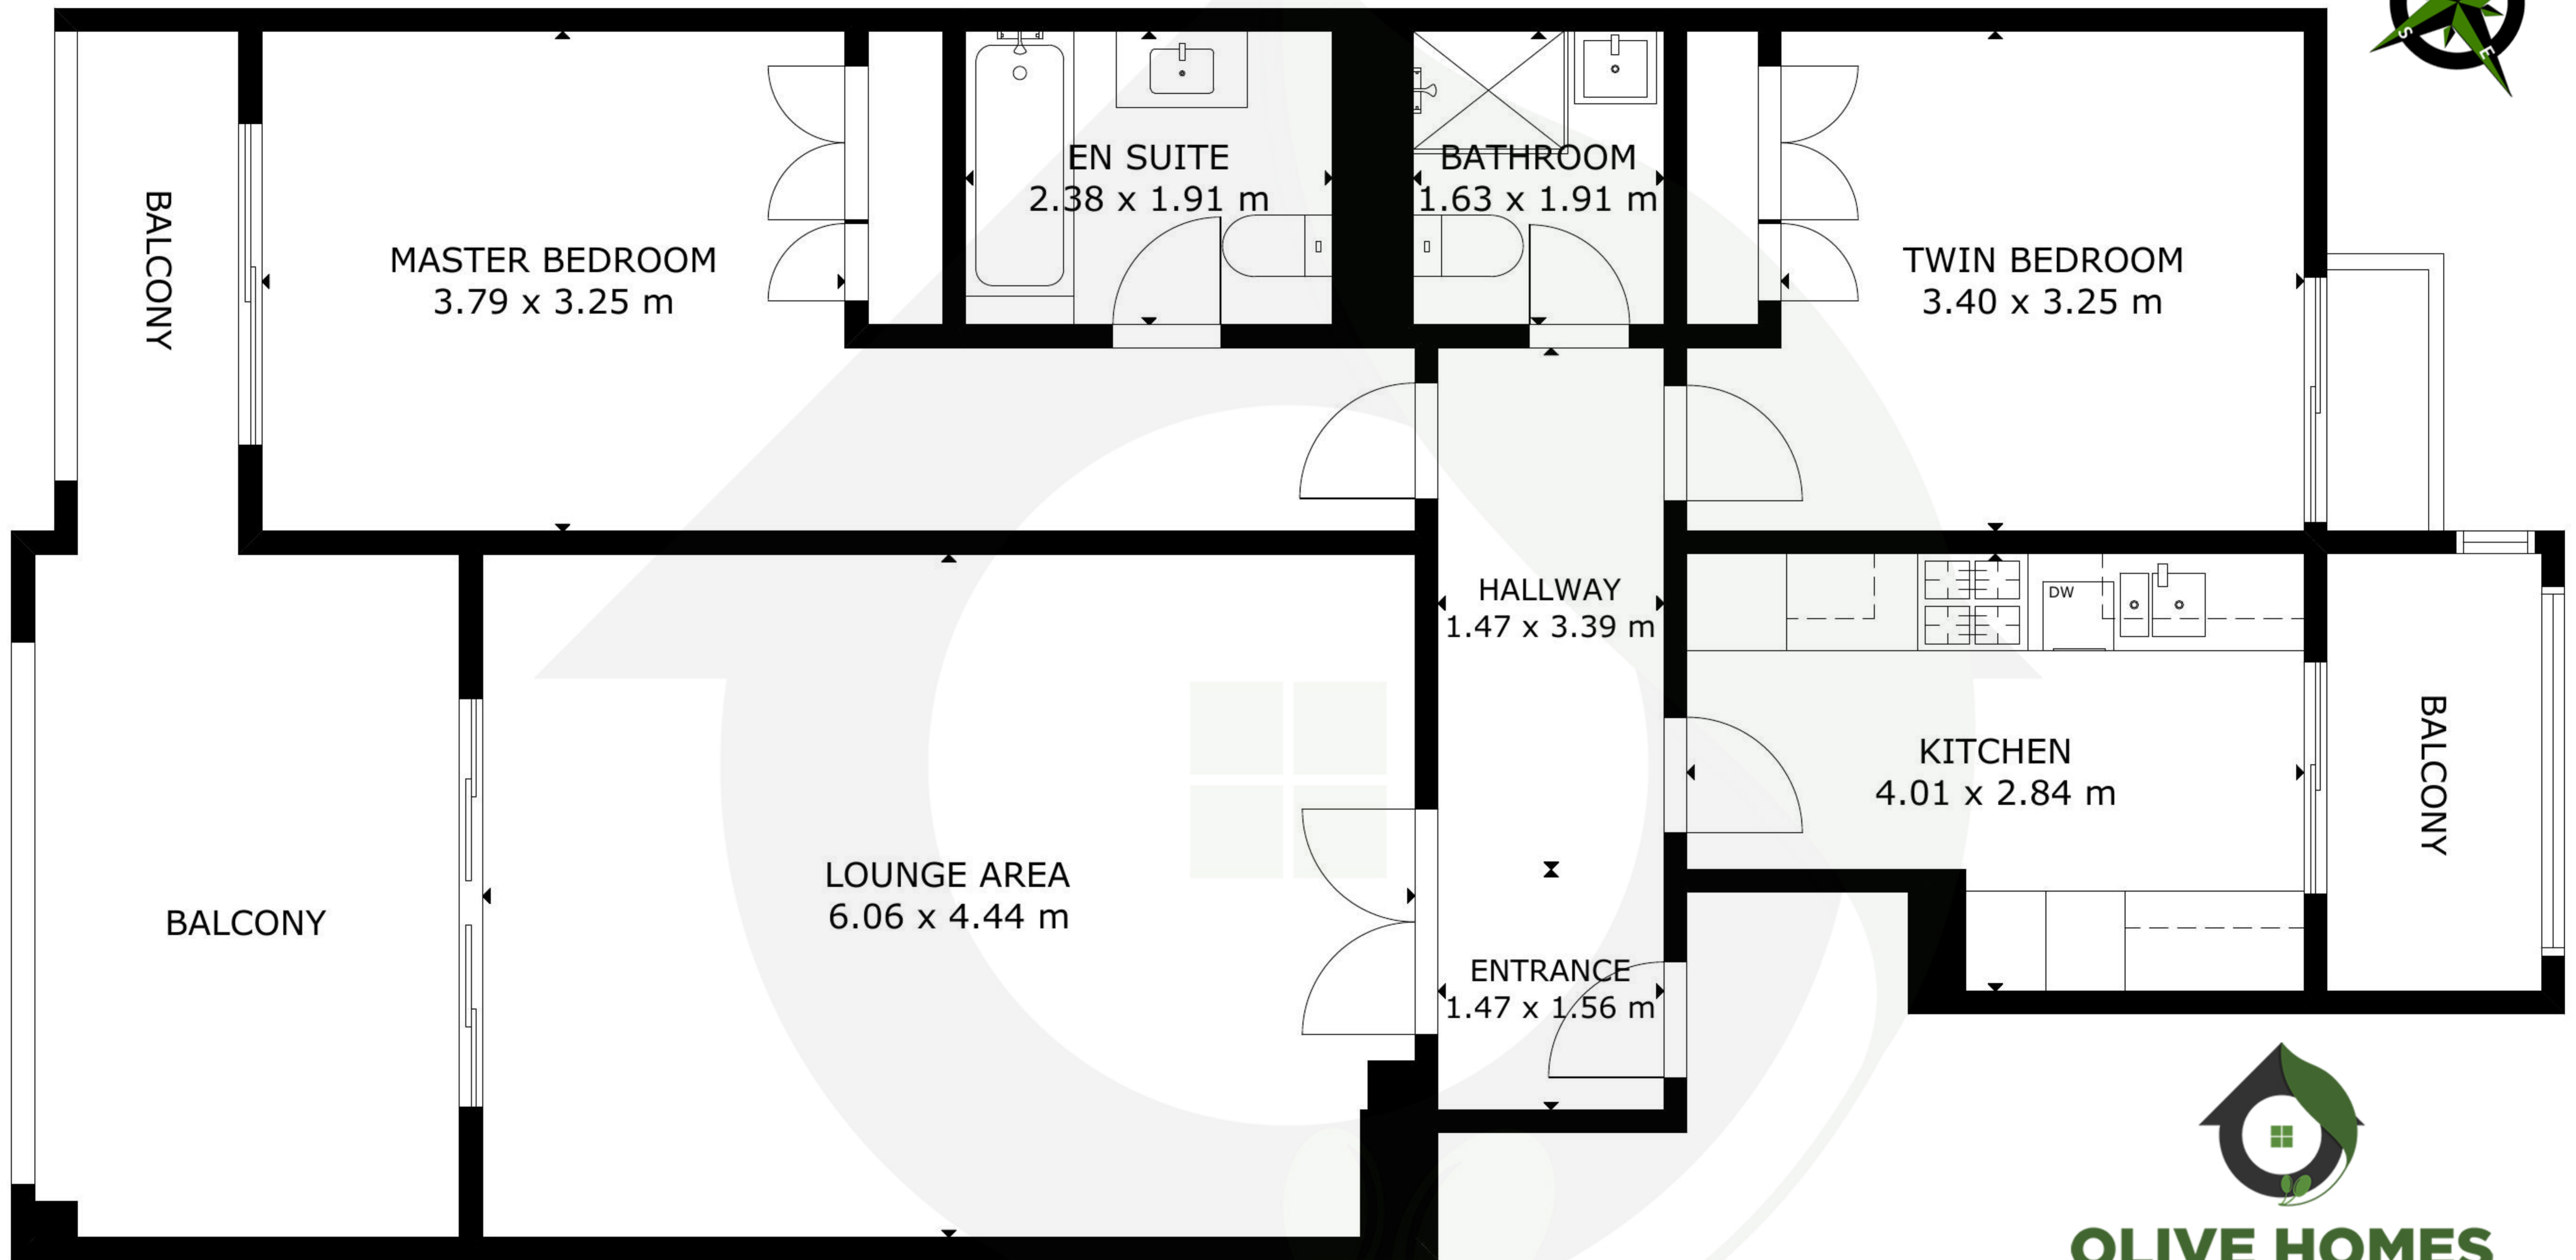 S
E
BALCONY
MASTER BEDROOM
3.79 x 3.25 m
EN SUITE
2.38 x 1.91 m
BATHROOM
1.63 x 1.91 m
TWIN BEDROOM
3.40 x 3.25 m
HALLWAY
1.47 x 3.39 m
DW
KITCHEN
4.01 x 2.84 m
BALCONY
BALCONY
LOUNGE AREA
6.06 x 4.44 m
ENTRANCE
1.47 x 1.56 m
OLIVE HOMES